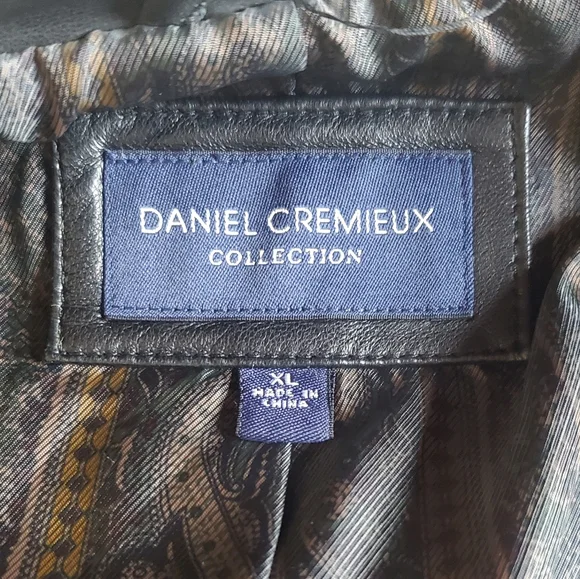 DANIEL CREMIEUX
COLLECTION
XL
MADE IN
CHINA